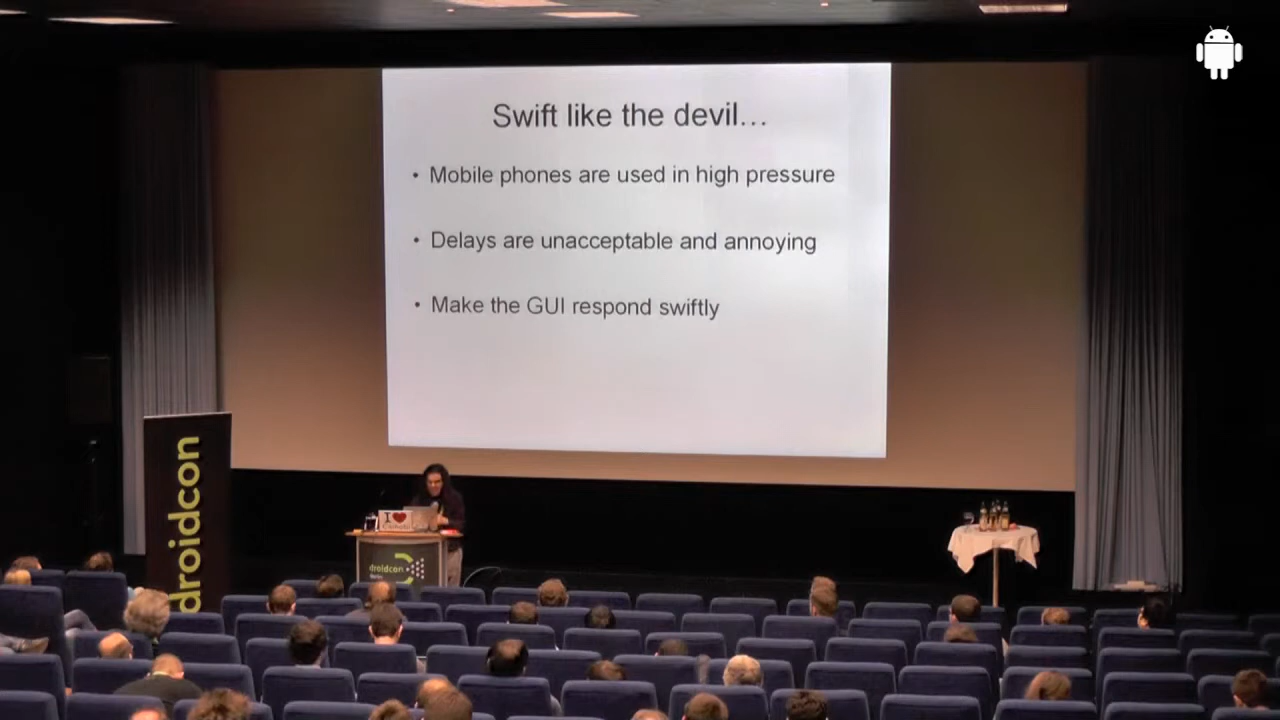 Swift like the devil…
• Mobile phones are used in high pressure
• Delays are unacceptable and annoying
• Make the GUI respond swiftly
droidcon
I
droidcon